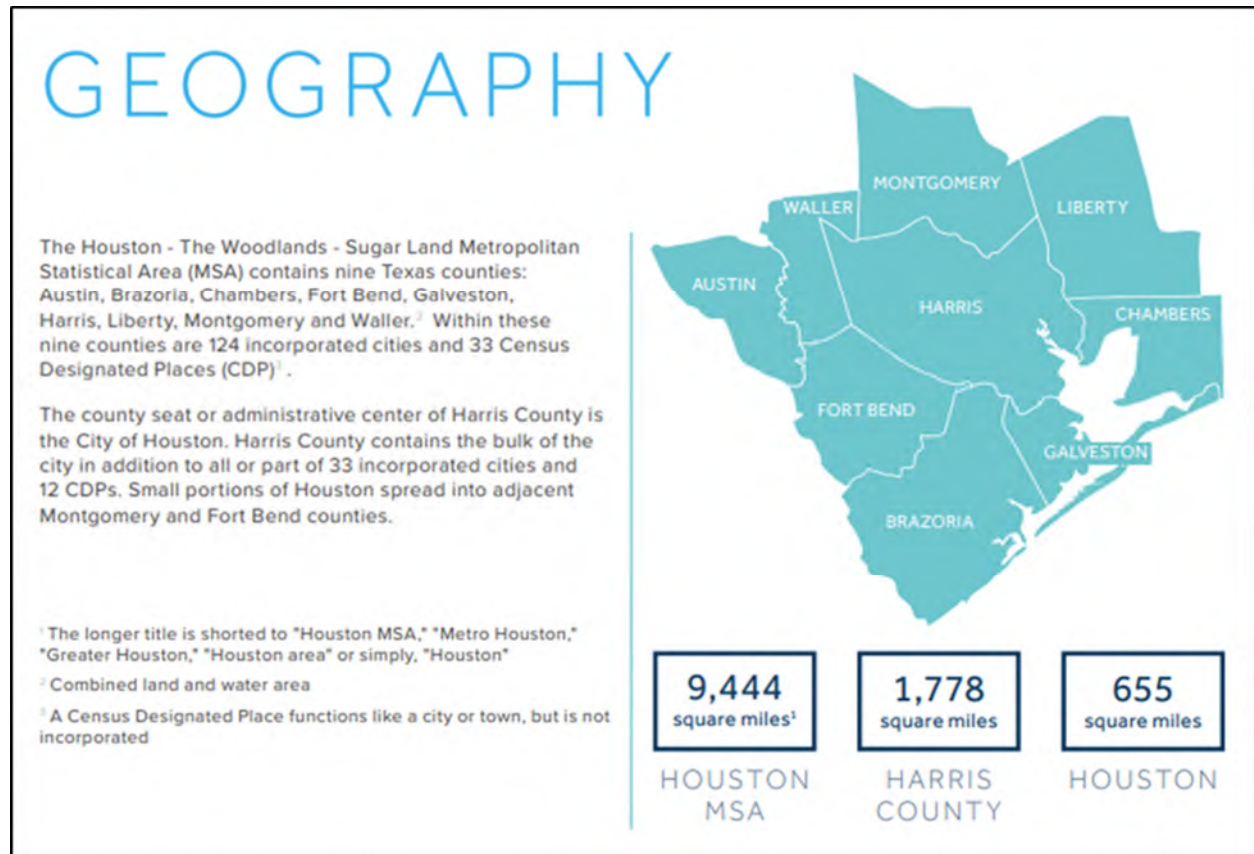 GEOGRAPHY
The Houston - The Woodlands - Sugar Land Metropolitan
Statistical Area (MSA) contains nine Texas counties:
Austin, Brazoria, Chambers, Fort Bend, Galveston,
Harris, Liberty, Montgomery and Waller.² Within these
nine counties are 124 incorporated cities and 33 Census
Designated Places (CDP)³ .
The county seat or administrative center of Harris County is
the City of Houston. Harris County contains the bulk of the
city in addition to all or part of 33 incorporated cities and
12 CDPs. Small portions of Houston spread into adjacent
Montgomery and Fort Bend counties.
¹ The longer title is shorted to "Houston MSA," "Metro Houston,"
"Greater Houston," "Houston area" or simply, "Houston"
² Combined land and water area
³ A Census Designated Place functions like a city or town, but is not
incorporated
MONTGOMERY
WALLER
LIBERTY
AUSTIN
HARRIS
CHAMBERS
FORT BEND
GALVESTON
BRAZORIA
9,444
square miles¹
HOUSTON
MSA
1,778
square miles
HARRIS
COUNTY
655
square miles
HOUSTON